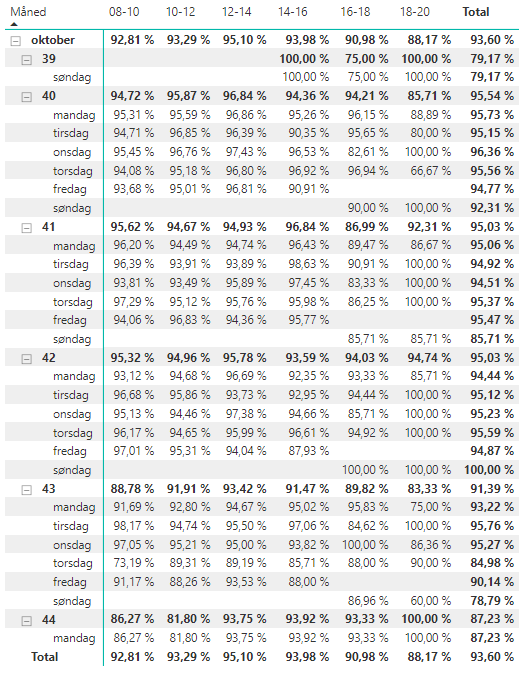 Måned 08-10 10-12 12-14 14-16 16-18 18-20 Total
oktober 92,81 % 93,29 % 95,10 % 93,98 % 90,98 % 88,17 % 93,60 %
39 100,00 % 75,00 % 100,00 % 79,17 %
søndag 100,00 % 75,00 % 100,00 % 79,17 %
40 94,72 % 95,87 % 96,84 % 94,36 % 94,21 % 85,71 % 95,54 %
mandag 95,31 % 95,59 % 96,86 % 95,26 % 96,15 % 88,89 % 95,73 %
tirsdag 94,71 % 96,85 % 96,39 % 90,35 % 95,65 % 80,00 % 95,15 %
onsdag 95,45 % 96,76 % 97,43 % 96,53 % 82,61 % 100,00 % 96,36 %
torsdag 94,08 % 95,18 % 96,80 % 96,92 % 96,94 % 66,67 % 95,56 %
fredag 93,68 % 95,01 % 96,81 % 90,91 % 94,77 %
søndag 90,00 % 100,00 % 92,31 %
41 95,62 % 94,67 % 94,93 % 96,84 % 86,99 % 92,31 % 95,03 %
mandag 96,20 % 94,49 % 94,74 % 96,43 % 89,47 % 86,67 % 95,06 %
tirsdag 96,39 % 93,91 % 93,89 % 98,63 % 90,91 % 100,00 % 94,92 %
onsdag 93,81 % 93,49 % 95,89 % 97,45 % 83,33 % 100,00 % 94,51 %
torsdag 97,29 % 95,12 % 95,76 % 95,98 % 86,25 % 100,00 % 95,37 %
fredag 94,06 % 96,83 % 94,36 % 95,77 % 95,47 %
søndag 85,71 % 85,71 % 85,71 %
42 95,32 % 94,96 % 95,78 % 93,59 % 94,03 % 94,74 % 95,03 %
mandag 93,12 % 94,68 % 96,69 % 92,35 % 93,33 % 85,71 % 94,44 %
tirsdag 96,68 % 95,86 % 93,73 % 92,95 % 94,44 % 100,00 % 95,12 %
onsdag 95,13 % 94,46 % 97,38 % 94,66 % 85,71 % 100,00 % 95,23 %
torsdag 96,17 % 94,65 % 95,99 % 96,61 % 94,92 % 100,00 % 95,59 %
fredag 97,01 % 95,31 % 94,04 % 87,93 % 94,87 %
søndag 100,00 % 100,00 % 100,00 %
43 88,78 % 91,91 % 93,42 % 91,47 % 89,82 % 83,33 % 91,39 %
mandag 91,69 % 92,80 % 94,67 % 95,02 % 95,83 % 75,00 % 93,22 %
tirsdag 98,17 % 94,74 % 95,50 % 97,06 % 84,62 % 100,00 % 95,76 %
onsdag 97,05 % 95,21 % 95,00 % 93,82 % 100,00 % 86,36 % 95,27 %
torsdag 73,19 % 89,31 % 89,19 % 85,71 % 88,00 % 90,00 % 84,98 %
fredag 91,17 % 88,26 % 93,53 % 88,00 % 90,14 %
søndag 86,96 % 60,00 % 78,79 %
44 86,27 % 81,80 % 93,75 % 93,92 % 93,33 % 100,00 % 87,23 %
mandag 86,27 % 81,80 % 93,75 % 93,92 % 93,33 % 100,00 % 87,23 %
Total 92,81 % 93,29 % 95,10 % 93,98 % 90,98 % 88,17 % 93,60 %